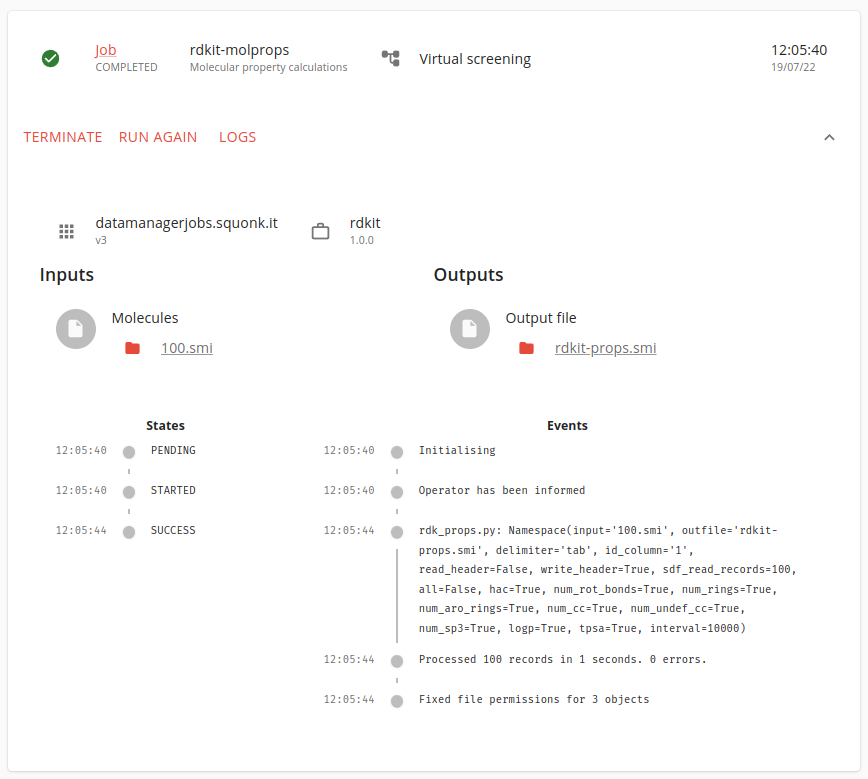 Job rdkit-molprops Virtual screening 12:05:40
COMPLETED Molecular property calculations 19/07/22
TERMINATE RUN AGAIN LOGS
datamanagerjobs.squonk.it rdkit
v3 1.0.0
Inputs Outputs
Molecules Output file
100.smi rdkit-props.smi
States Events
12:05:40 PENDING 12:05:40 Initialising
12:05:40 STARTED 12:05:40 Operator has been informed
12:05:44 SUCCESS 12:05:44 rdk_props.py: Namespace(input='100.smi', outfile='rdkit-
props.smi', delimiter='tab', id_column='1',
read_header=False, write_header=True, sdf_read_records=100,
all=False, hac=True, num_rot_bonds=True, num_rings=True,
num_aro_rings=True, num_cc=True, num_undef_cc=True,
num_sp3=True, logp=True, tpsa=True, interval=10000)
12:05:44 Processed 100 records in 1 seconds. 0 errors.
12:05:44 Fixed file permissions for 3 objects